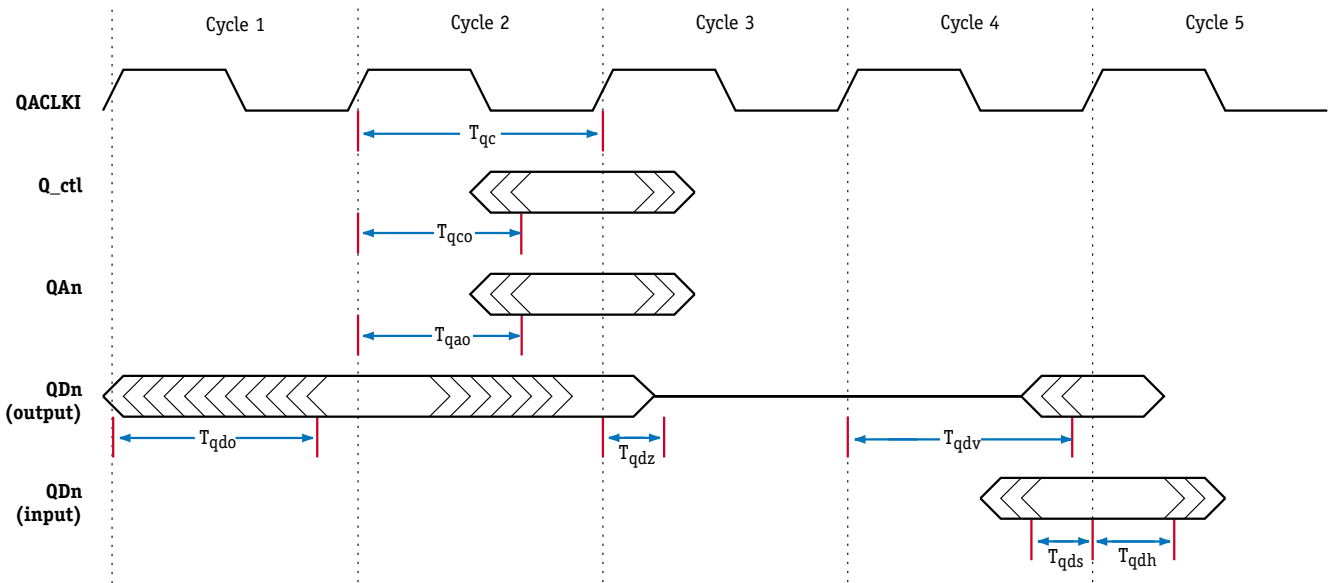 Cycle 1 Cycle 2 Cycle 3 Cycle 4 Cycle 5
QACLKI
Tqc
Q_ctl
Tqco
QAn
Tqao
QDn
(output)
Tqdo Tqdz Tqdv
QDn
(input)
Tqds Tqdh